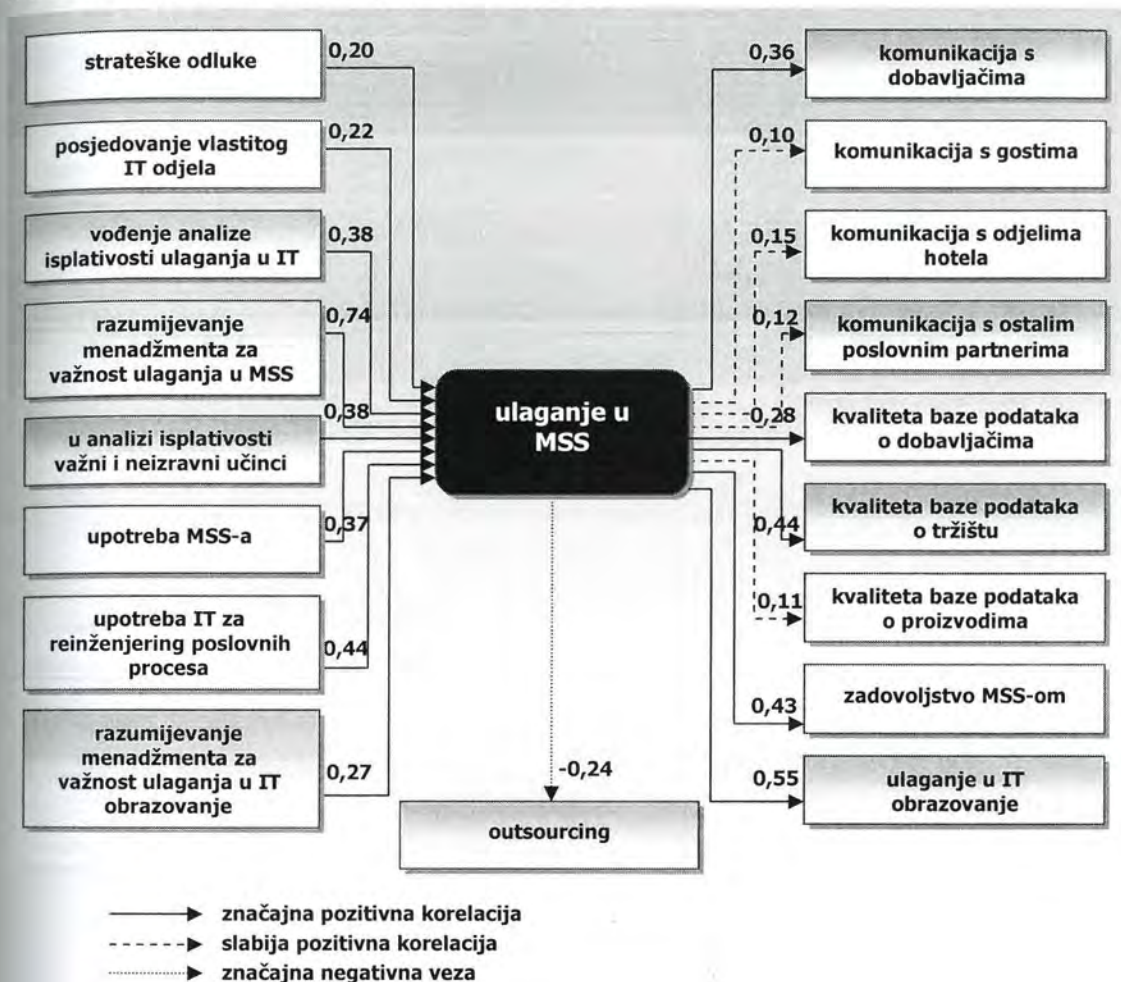 strateške odluke
0,20
posjedovanje vlastitog
IT odjela
0,22
vođenje analize
isplativosti ulaganja u IT
0,38
razumijevanje
menadžmenta za
važnost ulaganja u MSS
0,74
u analizi isplativosti
važni i neizravni učinci
0,38
upotreba MSS-a
0,37
upotreba IT za
reinženjering poslovnih
procesa
0,44
razumijevanje
menadžmenta za
važnost ulaganja u IT
obrazovanje
0,27
ulaganje u
MSS
-0,24
outsourcing
0,36
komunikacija s
dobavljačima
0,10
komunikacija s gostima
0,15
komunikacija s odjelima
hotela
0,12
komunikacija s ostalim
poslovnim partnerima
0,28
kvaliteta baze podataka
o dobavljačima
0,44
kvaliteta baze podataka
o tržištu
0,11
kvaliteta baze podataka
o proizvodima
0,43
zadovoljstvo MSS-om
0,55
ulaganje u IT
obrazovanje
značajna pozitivna korelacija
slabija pozitivna korelacija
značajna negativna veza